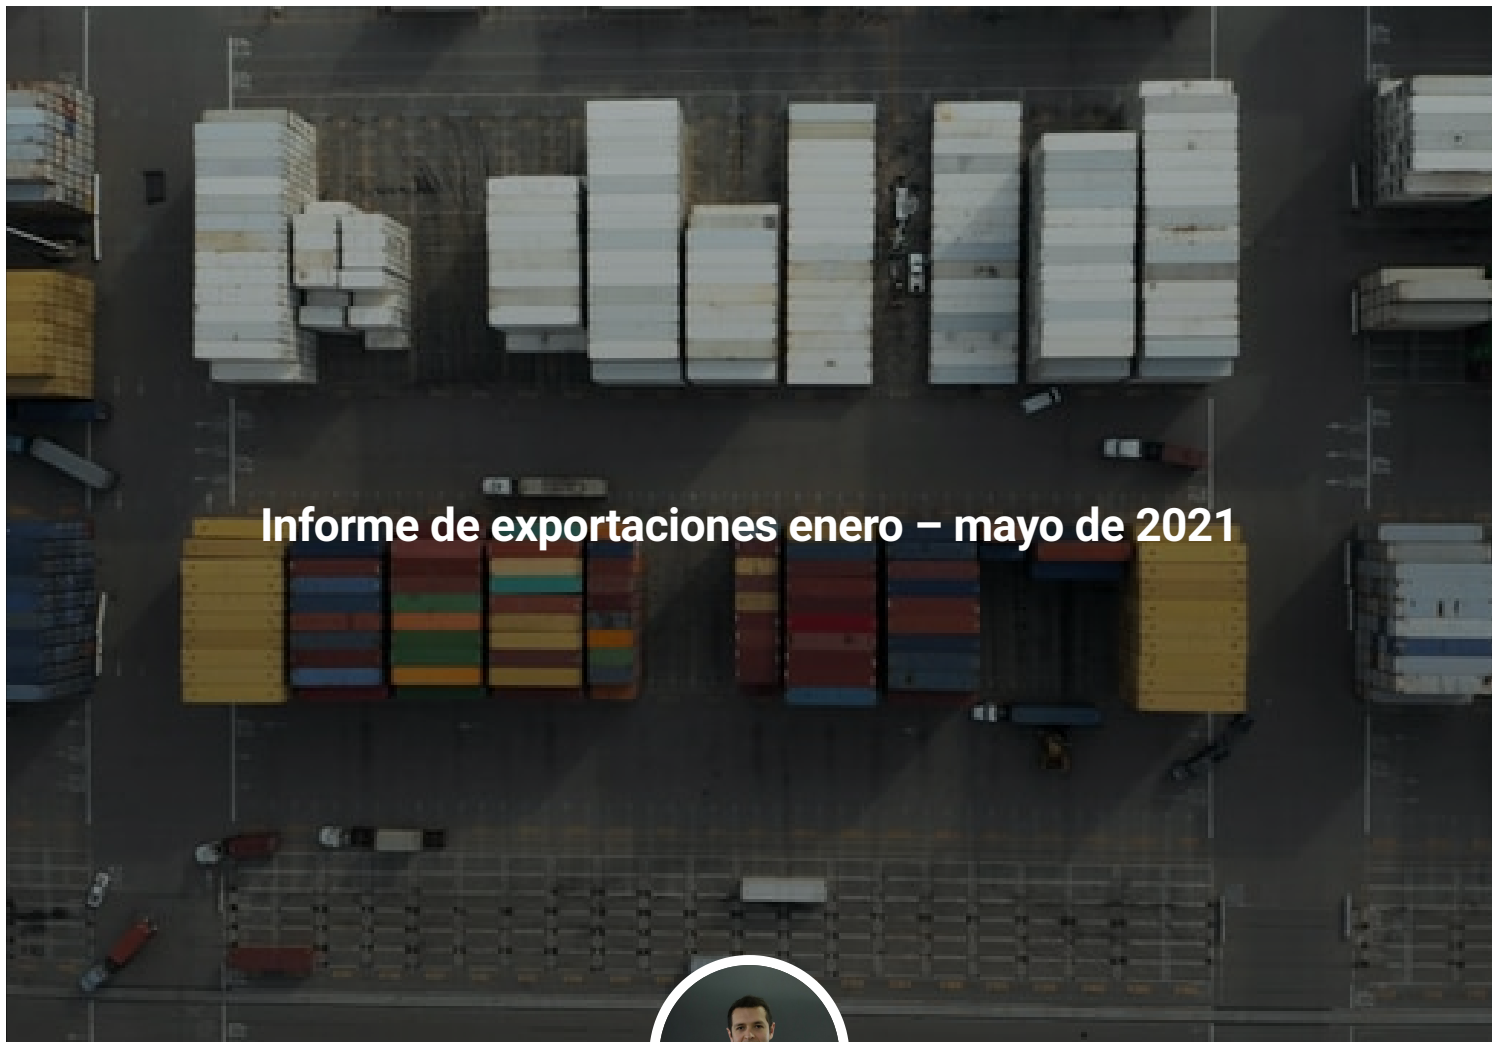 Informe de exportaciones enero – mayo de 2021